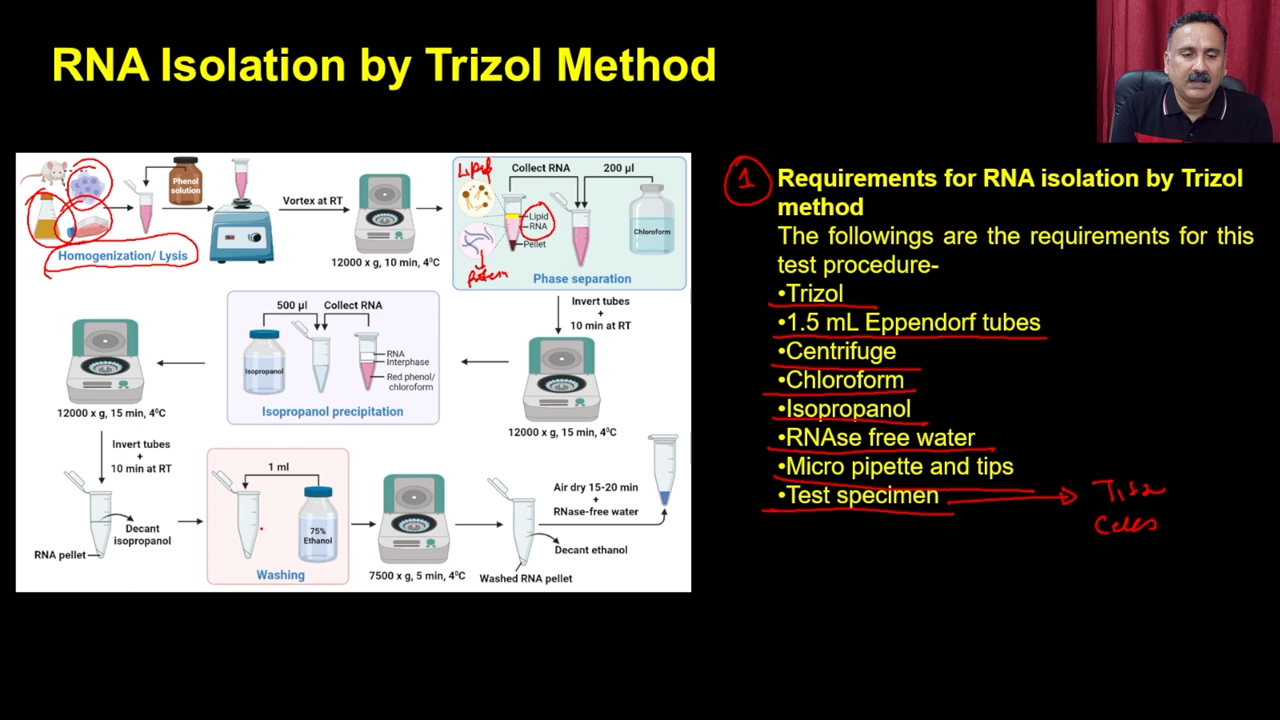 RNA Isolation by Trizol Method
Phenol
solution
Homogenization/ Lysis
Vortex at RT
12000 x g, 10 min, 4⁰C
Lipid
Collect RNA
200 µl
Lipid
RNA
Pellet
Chloroform
Protein
Phase separation
Invert tubes
+
10 min at RT
12000 x g, 15 min, 4⁰C
500 µl
Collect RNA
Isopropanol
RNA
Interphase
Red phenol/
chloroform
Isopropanol precipitation
12000 x g, 15 min, 4⁰C
Invert tubes
+
10 min at RT
Decant
isopropanol
RNA pellet
1 ml
75%
Ethanol
Washing
7500 x g, 5 min, 4⁰C
Washed RNA pellet
Decant ethanol
Air dry 15-20 min
+
RNase-free water
1
Requirements for RNA isolation by Trizol
method
The followings are the requirements for this
test procedure-
•Trizol
•1.5 mL Eppendorf tubes
•Centrifuge
•Chloroform
•Isopropanol
•RNAse free water
•Micro pipette and tips
•Test specimen
Cells